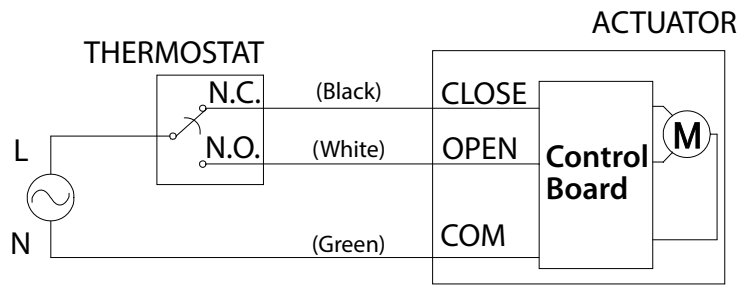 ACTUATOR
THERMOSTAT
N.C.
(Black)
CLOSE
L
N.O.
(White)
OPEN
Control
Board
M
N
(Green)
COM